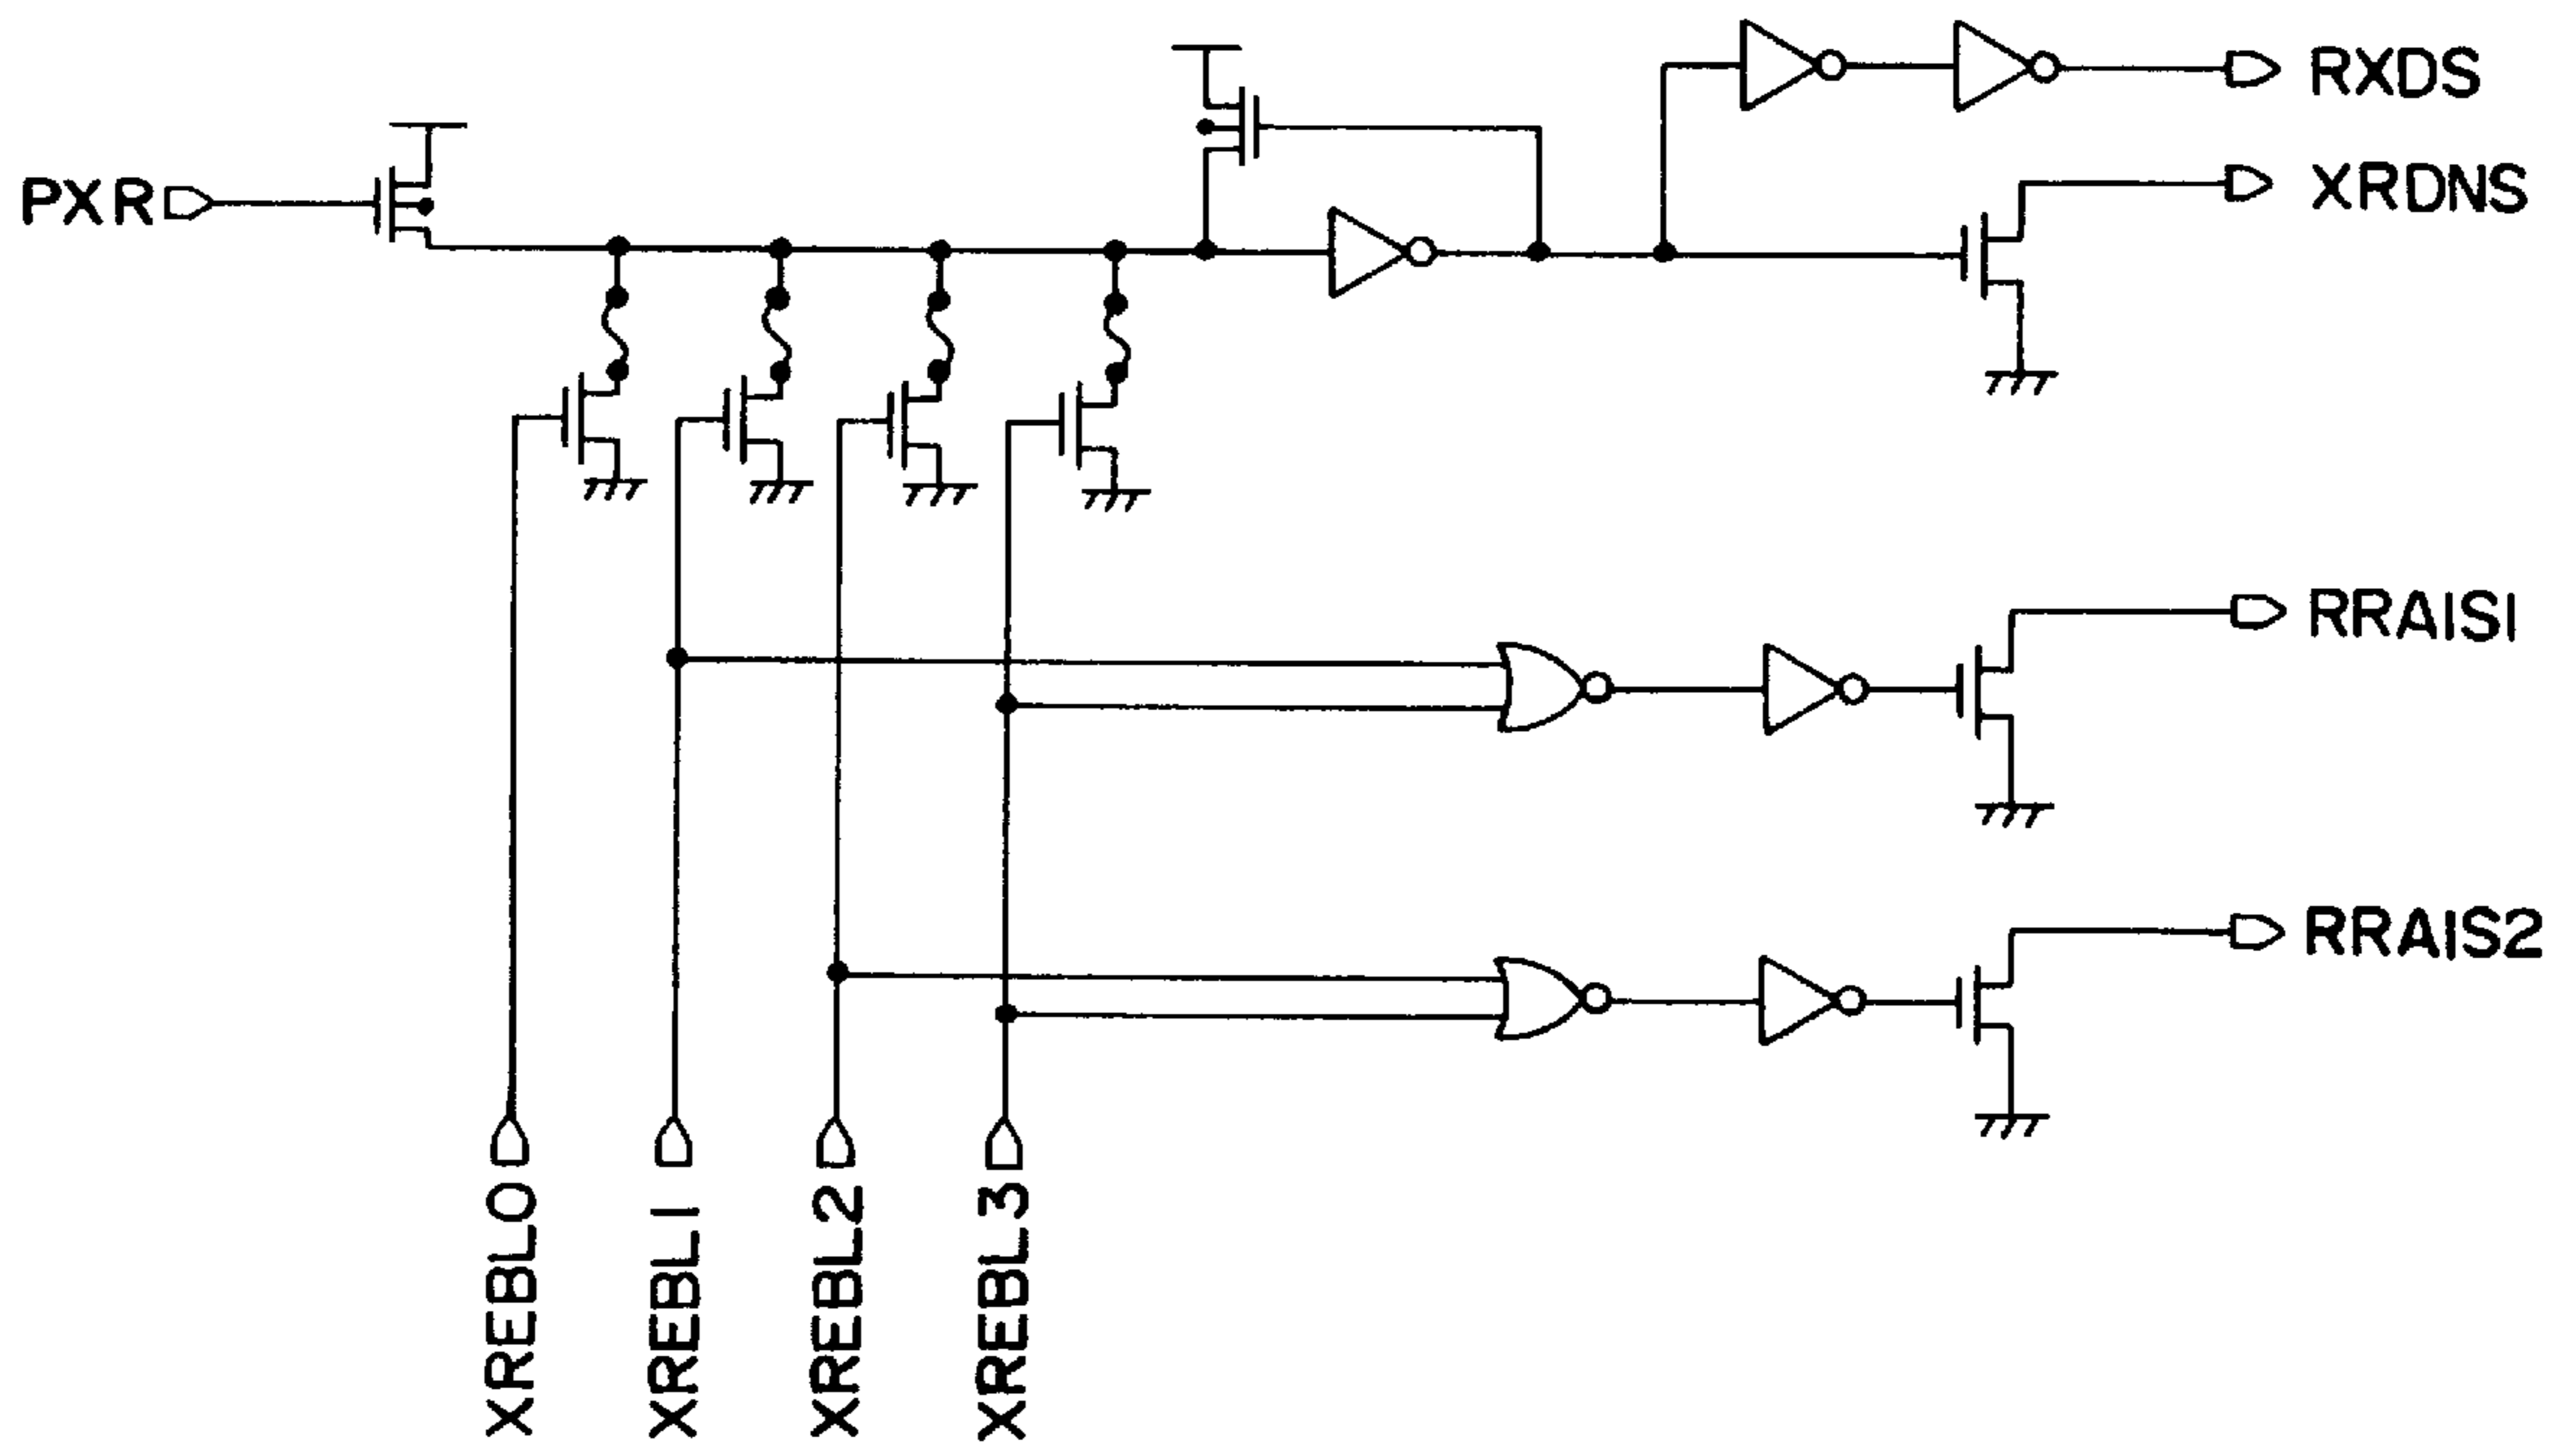 RXDS
PXR
XRDNS
RRAIS1
RRAIS2
XREBL0
XREBL1
XREBL2
XREBL3